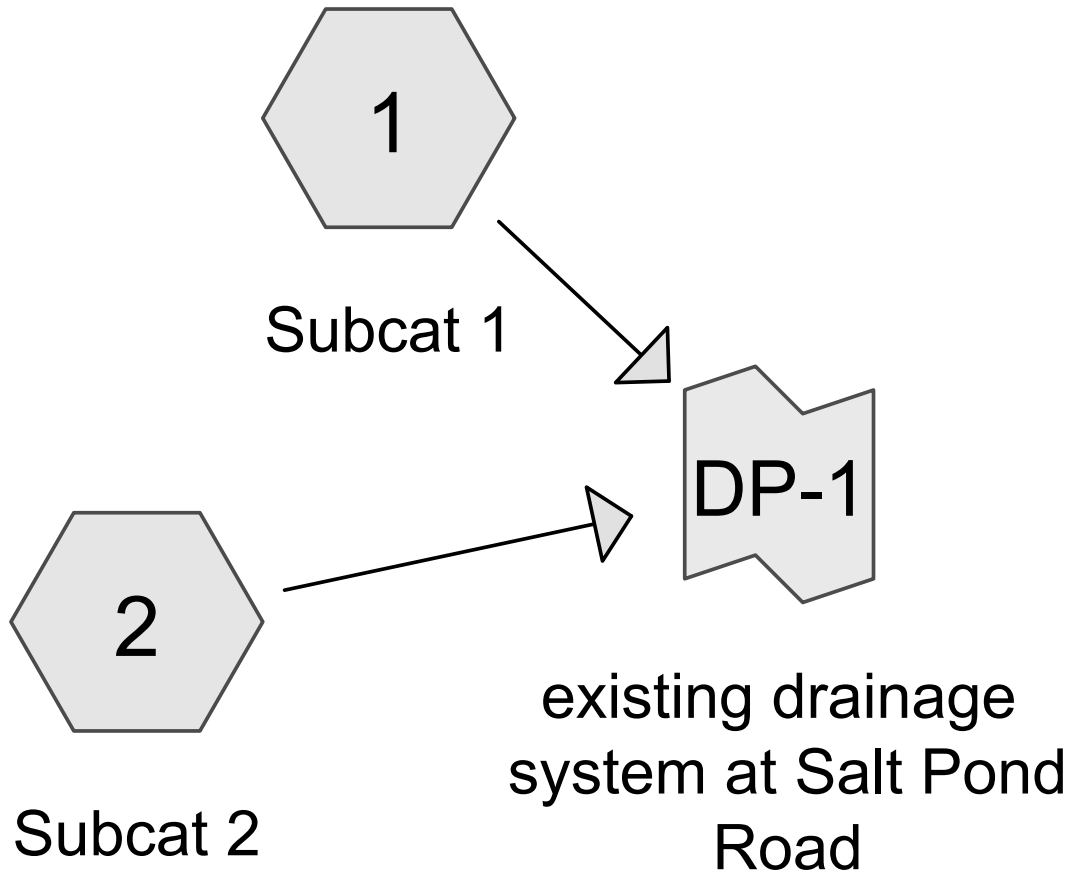 1
Subcat 1
DP-1
2
existing drainage
system at Salt Pond
Road
Subcat 2